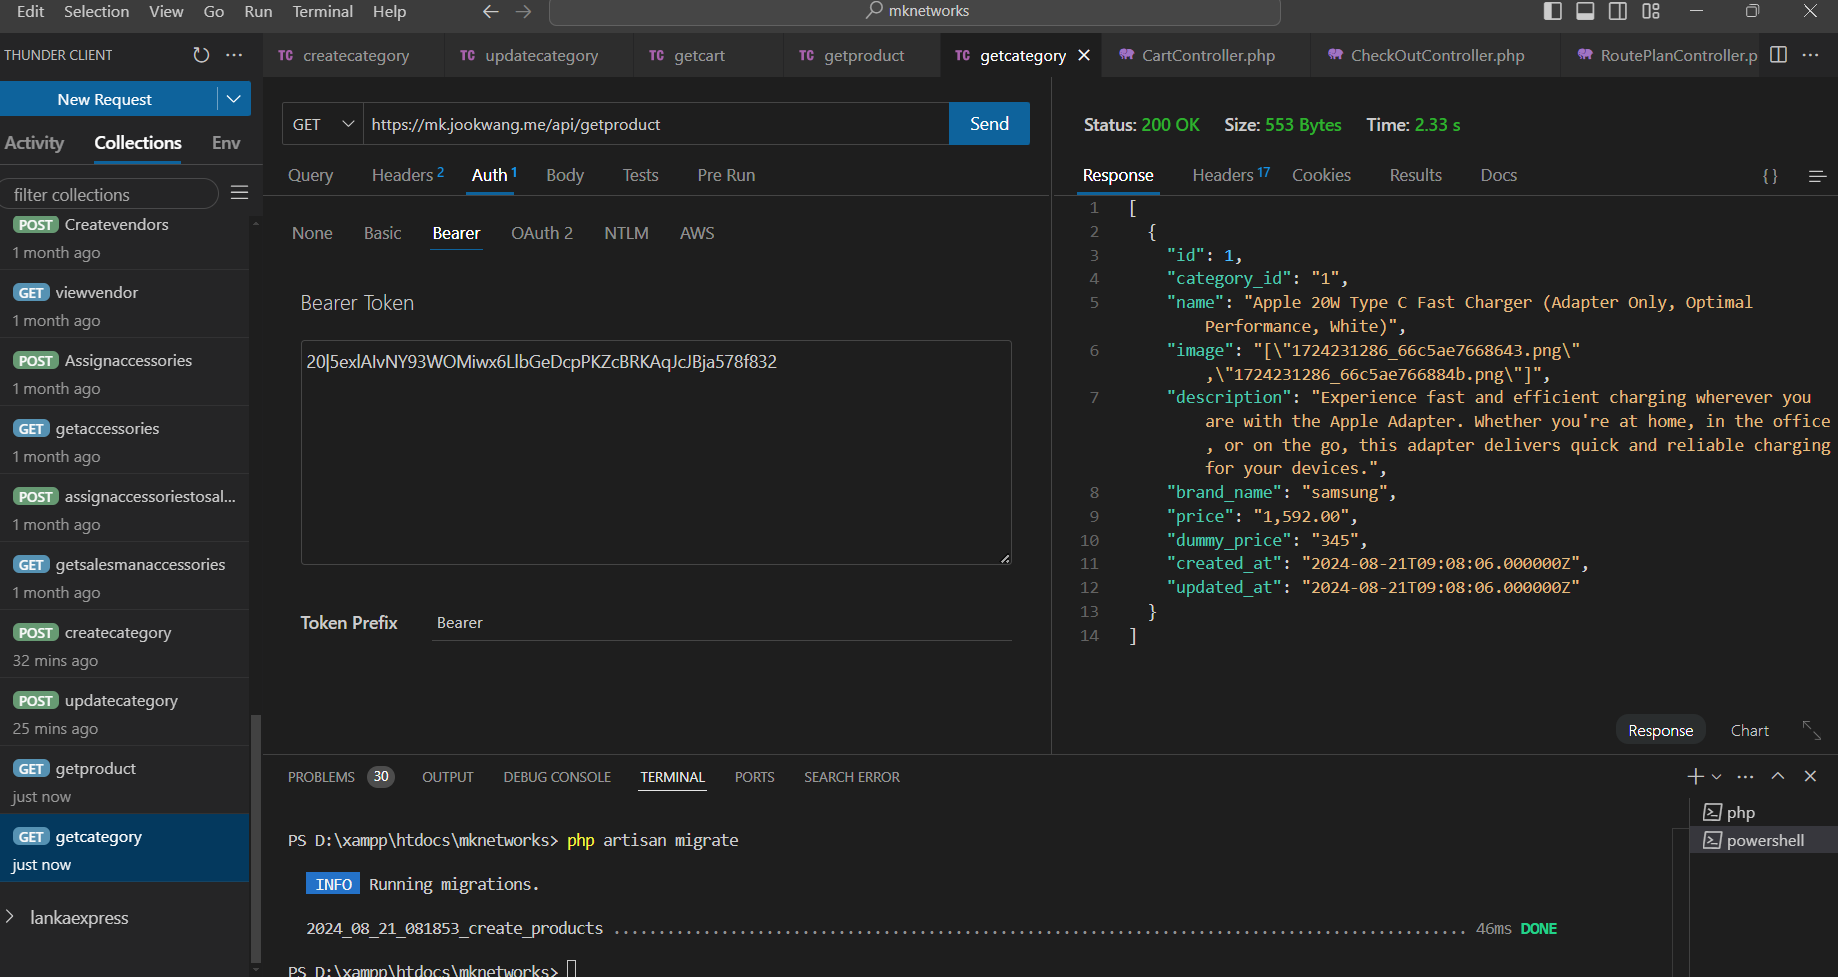 Edit Selection View Go Run Terminal Help mknetworks
THUNDER CLIENT
TC createcategory TC updatecategory TC getcart TC getproduct TC getcategory CartController.php CheckOutController.php RoutePlanController.p
New Request
Activity Collections Env
filter collections
POST Createvendors
1 month ago
GET viewvendor
1 month ago
POST Assignaccessories
1 month ago
GET getaccessories
1 month ago
POST assignaccessoriestosal...
1 month ago
GET getsalesmanaccessories
1 month ago
POST createcategory
32 mins ago
POST updatecategory
25 mins ago
GET getproduct
just now
GET getcategory
just now
lankaexpress
GET https://mk.jookwang.me/api/getproduct Send
Query Headers 2 Auth 1 Body Tests Pre Run
None Basic Bearer OAuth 2 NTLM AWS
Bearer Token
20|5exlAIvNY93WOMiwx6LlbGeDcpPKZcBRKAqJcJBja578f832
Token Prefix Bearer
Status: 200 OK Size: 553 Bytes Time: 2.33 s
Response Headers 17 Cookies Results Docs { }
1 [
2 {
3 "id": 1,
4 "category_id": "1",
5 "name": "Apple 20W Type C Fast Charger (Adapter Only, Optimal
Performance, White)",
6 "image": "[\"1724231286_66c5ae7668643.png\"
,\"1724231286_66c5ae766884b.png\"]",
7 "description": "Experience fast and efficient charging wherever you
are with the Apple Adapter. Whether you're at home, in the office
, or on the go, this adapter delivers quick and reliable charging
for your devices.",
8 "brand_name": "samsung",
9 "price": "1,592.00",
10 "dummy_price": "345",
11 "created_at": "2024-08-21T09:08:06.000000Z",
12 "updated_at": "2024-08-21T09:08:06.000000Z"
13 }
14 ]
Response Chart
PROBLEMS 30 OUTPUT DEBUG CONSOLE TERMINAL PORTS SEARCH ERROR
PS D:\xampp\htdocs\mknetworks> php artisan migrate
INFO Running migrations.
2024_08_21_081853_create_products ............................................................................................... 46ms DONE
PS D:\xampp\htdocs\mknetworks>
php
powershell